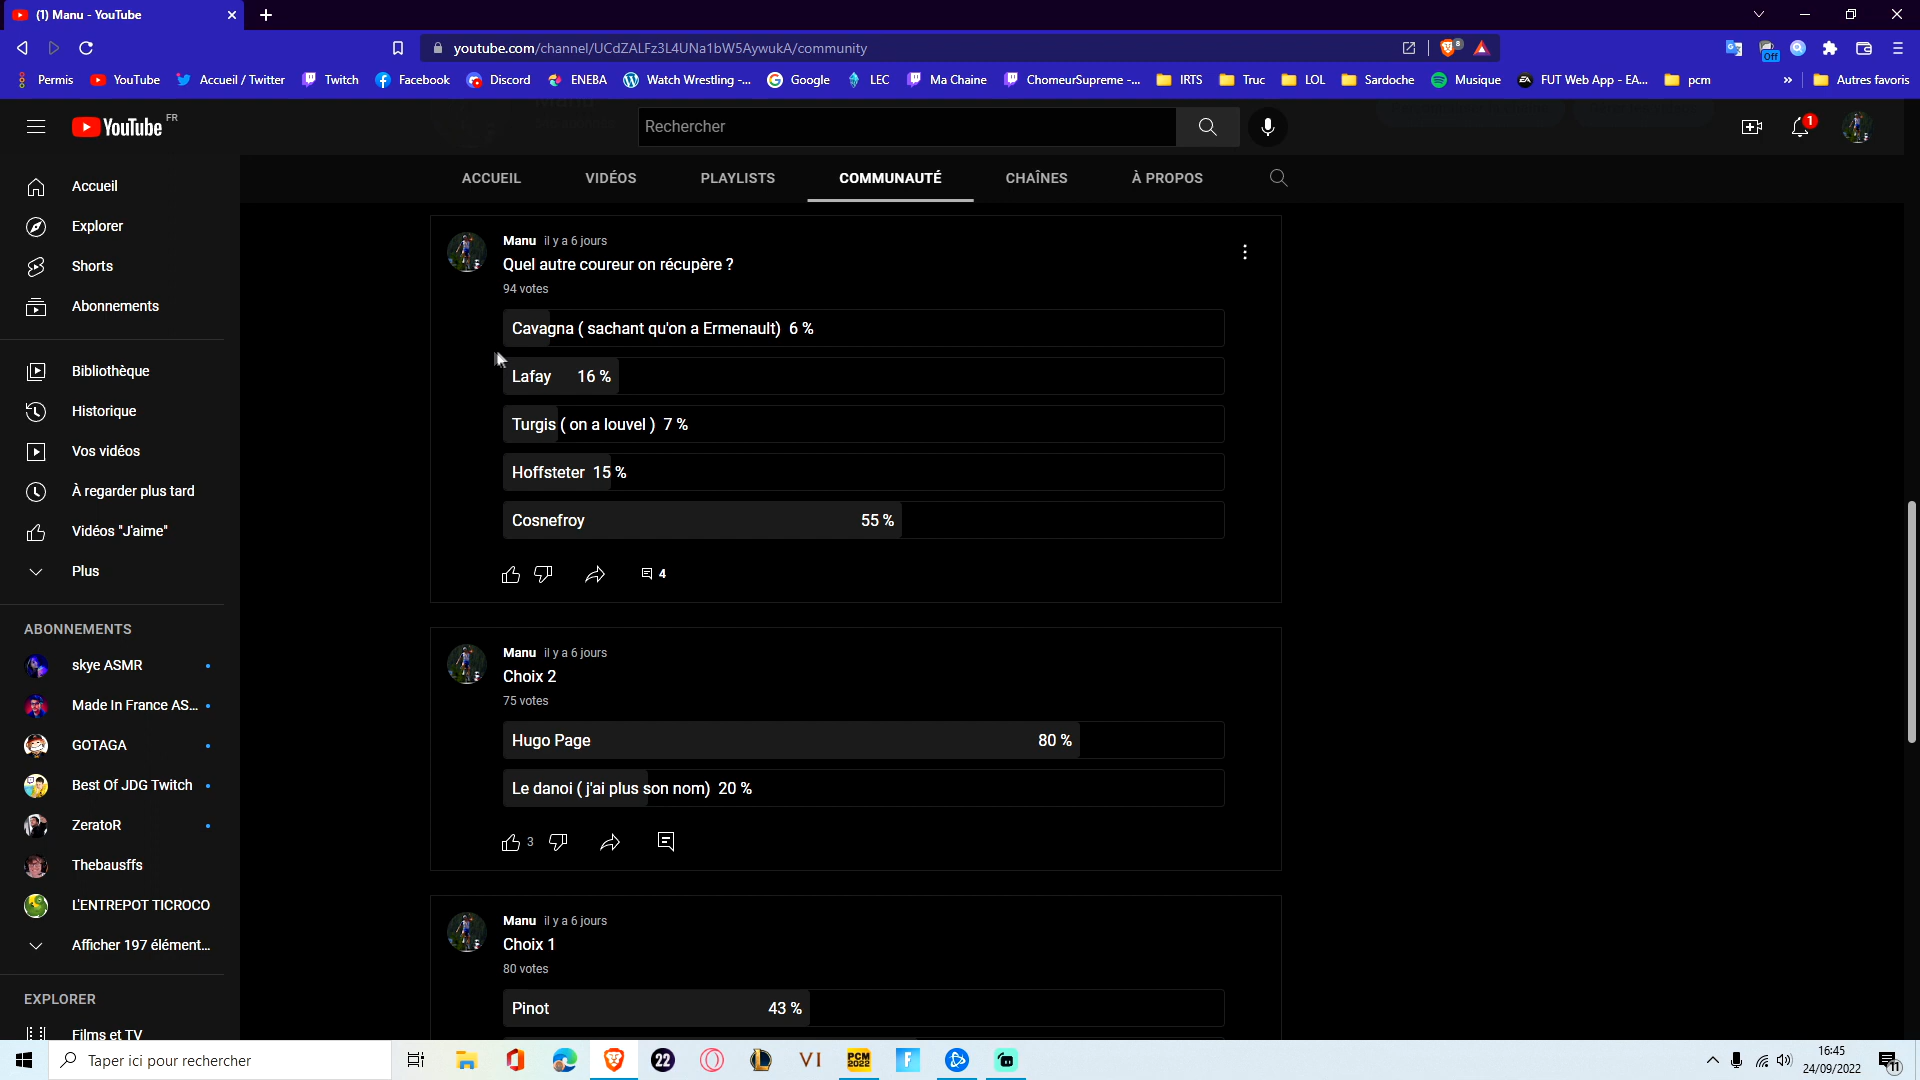 (1) Manu - YouTube
youtube.com/channel/UCdZALFz3L4UNa1bW5AywukA/community
8
Off
Permis YouTube Accueil / Twitter Twitch Facebook Discord ENEBA Watch Wrestling -... Google LEC Ma Chaine ChomeurSupreme -... IRTS Truc LOL Sardoche Musique FUT Web App - EA... pcm » Autres favoris
YouTube FR
Rechercher
1
ACCUEIL VIDÉOS PLAYLISTS COMMUNAUTÉ CHAÎNES À PROPOS
Accueil
Explorer
Shorts
Abonnements
Bibliothèque
Historique
Vos vidéos
À regarder plus tard
Vidéos "J'aime"
Plus
ABONNEMENTS
skye ASMR
Made In France AS...
GOTAGA
Best Of JDG Twitch
ZeratoR
Thebausffs
L'ENTREPOT TICROCO
Afficher 197 élément...
EXPLORER
Films et TV
Manu il y a 6 jours
Quel autre coureur on récupère ?
94 votes
Cavagna ( sachant qu'on a Ermenault) 6 %
Lafay 16 %
Turgis ( on a louvel ) 7 %
Hoffsteter 15 %
Cosnefroy 55 %
4
Manu il y a 6 jours
Choix 2
75 votes
Hugo Page 80 %
Le danoi ( j'ai plus son nom) 20 %
3
Manu il y a 6 jours
Choix 1
80 votes
Pinot 43 %
Taper ici pour rechercher
22
VI
PCM 2022
16:45
24/09/2022
11